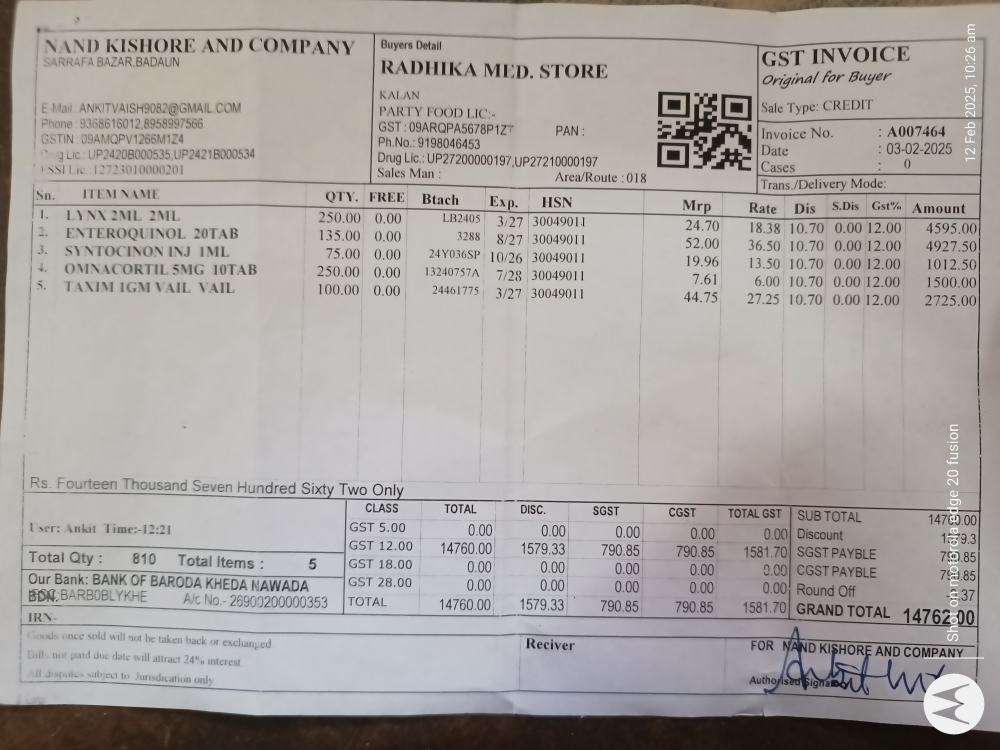 NAND KISHORE AND COMPANY
SARRAFA BAZAR,BADAUN
E-Mail ANKITVAISH9082@GMAIL.COM
Phone : 9368616012,8958997566
GSTIN : 09AMQPV1266M1Z4
Lic : UP2420B000535,UP2421B000534
Lic :12723010000201
Buyers Detail
RADHIKA MED. STORE
KALAN
PARTY FOOD LIC:-
GST : 09ARQPA5678P1ZT PAN :
Ph.No.: 9198046453
Drug Lic.: UP27200000197,UP27210000197
Sales Man : Area/Route : 018
GST INVOICE
Original for Buyer
Sale Type: CREDIT
Invoice No. : A007464
Date : 03-02-2025
Cases : 0
Trans./Delivery Mode:
Sn. ITEM NAME QTY. FREE Btach Exp. HSN Mrp Rate Dis S.Dis Gst% Amount
1. LYNX 2ML 2ML 250.00 0.00 LB2405 3/27 30049011 24.70 18.38 10.70 0.00 12.00 4595.00
2. ENTEROQUINOL 20TAB 135.00 0.00 3288 8/27 30049011 52.00 36.50 10.70 0.00 12.00 4927.50
3. SYNTOCINON INJ 1ML 75.00 0.00 24Y036SP 10/26 30049011 19.96 13.50 10.70 0.00 12.00 1012.50
4. OMNACORTIL 5MG 10TAB 250.00 0.00 13240757A 7/28 30049011 7.61 6.00 10.70 0.00 12.00 1500.00
5. TAXIM 1GM VAIL VAIL 100.00 0.00 24461775 3/27 30049011 44.75 27.25 10.70 0.00 12.00 2725.00
Rs. Fourteen Thousand Seven Hundred Sixty Two Only
User: Ankit Time:-12:21
Total Qty : 810 Total Items : 5
Our Bank: BANK OF BARODA KHEDA NAWADA
BDN. BARB0BLYKHE A/c No.- 26900200000353
IRN-
CLASS TOTAL DISC. SGST CGST TOTAL GST
GST 5.00 0.00 0.00 0.00 0.00 0.00
GST 12.00 14760.00 1579.33 790.85 790.85 1581.70
GST 18.00 0.00 0.00 0.00 0.00 0.00
GST 28.00 0.00 0.00 0.00 0.00 0.00
TOTAL 14760.00 1579.33 790.85 790.85 1581.70
SUB TOTAL 14760.00
Discount
SGST PAYBLE 790.85
CGST PAYBLE 790.85
Round Off
GRAND TOTAL 14762.00
Goods once sold will not be taken back or exchanged
Bills not paid due date will attract 24% interest
All disputes subject to Jurisdication only
Reciver
FOR NAND KISHORE AND COMPANY
Authorised Signatory
12 Feb 2025, 10:26 am
Shot on motorola edge 20 fusion